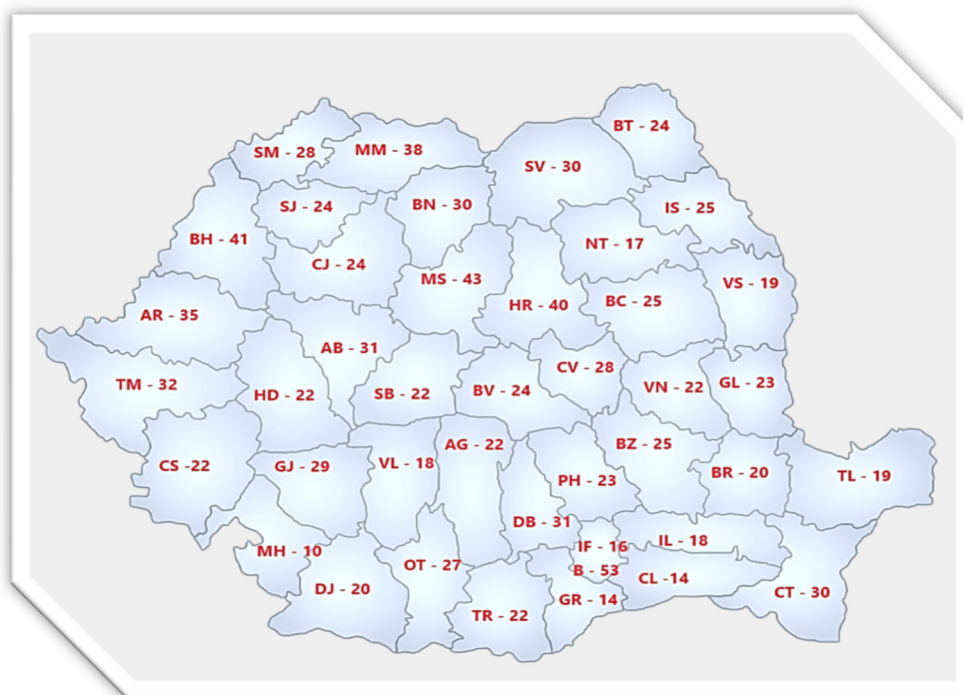 BT - 24
SM - 28
MM - 38
SV - 30
SJ - 24
BN - 30
IS - 25
BH - 41
NT - 17
CJ - 24
MS - 43
VS - 19
HR - 40
BC - 25
AR - 35
AB - 31
CV - 28
TM - 32
HD - 22
SB - 22
BV - 24
VN - 22
GL - 23
AG - 22
BZ - 25
CS -22
GJ - 29
VL - 18
PH - 23
BR - 20
TL - 19
DB - 31
IF - 16
IL - 18
MH - 10
OT - 27
B - 53
CL -14
DJ - 20
GR - 14
CT - 30
TR - 22